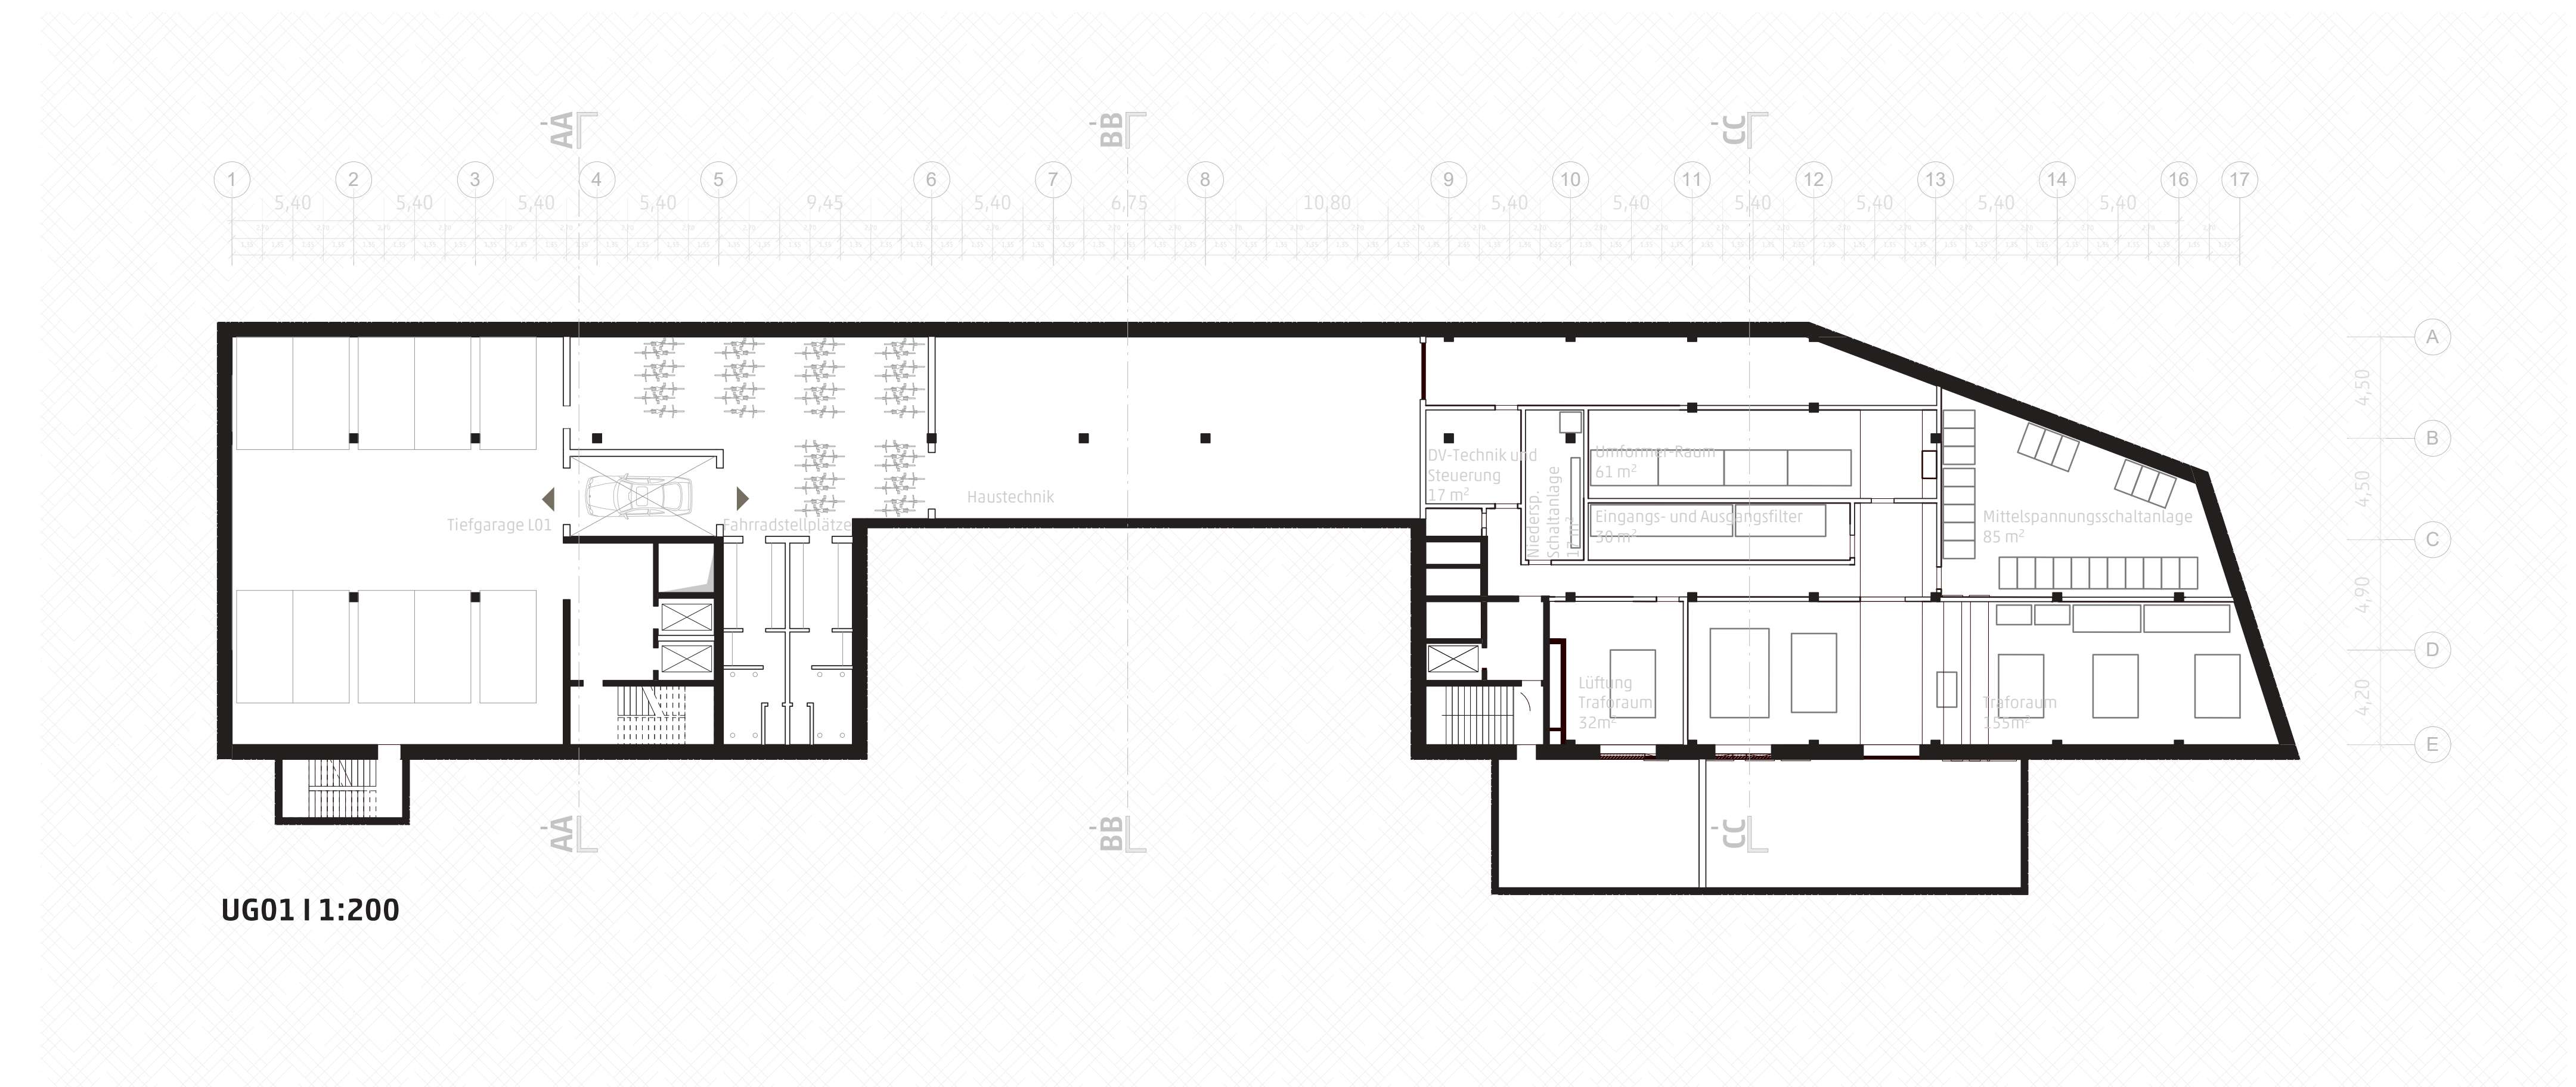 -AA
-BB
-CC
1 2 3 4 5 6 7 8 9 10 11 12 13 14 16 17
5,40 5,40 5,40 5,40 9,45 5,40 6,75 10,80 5,40 5,40 5,40 5,40 5,40 5,40
A
4,50
B
4,50
C
4,90
D
4,20
E
Tiefgarage L01
Fahrradstellplätze
Haustechnik
DV-Technik und
Steuerung
17 m²
Niedersp.
Schaltanlage
Umformer-Raum
61 m²
Eingangs- und Ausgangsfilter
30 m²
Mittelspannungsschaltanlage
85 m²
Lüftung
Traforaum
32m²
Traforaum
155m²
-AA
-BB
-CC
UG01 I 1:200